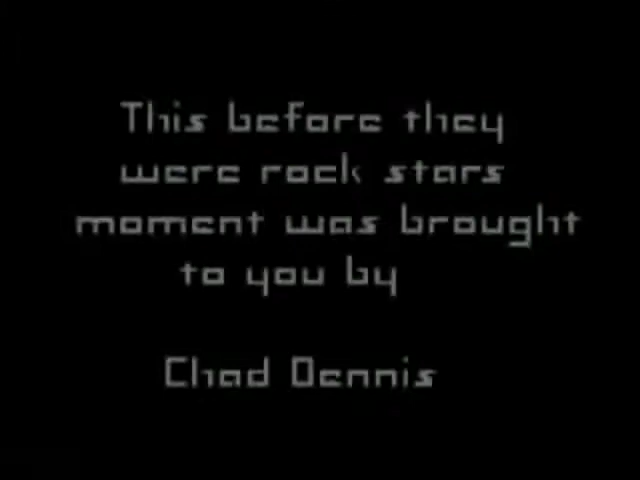 This before they
were rock stars
moment was brought
to you by
Chad Dennis